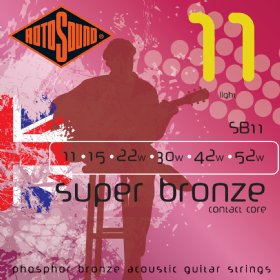 ROTOSOUND®
11
light
SB11
11·15·22w·30w·42w·52w
super bronze
contact core
phosphor bronze acoustic guitar strings